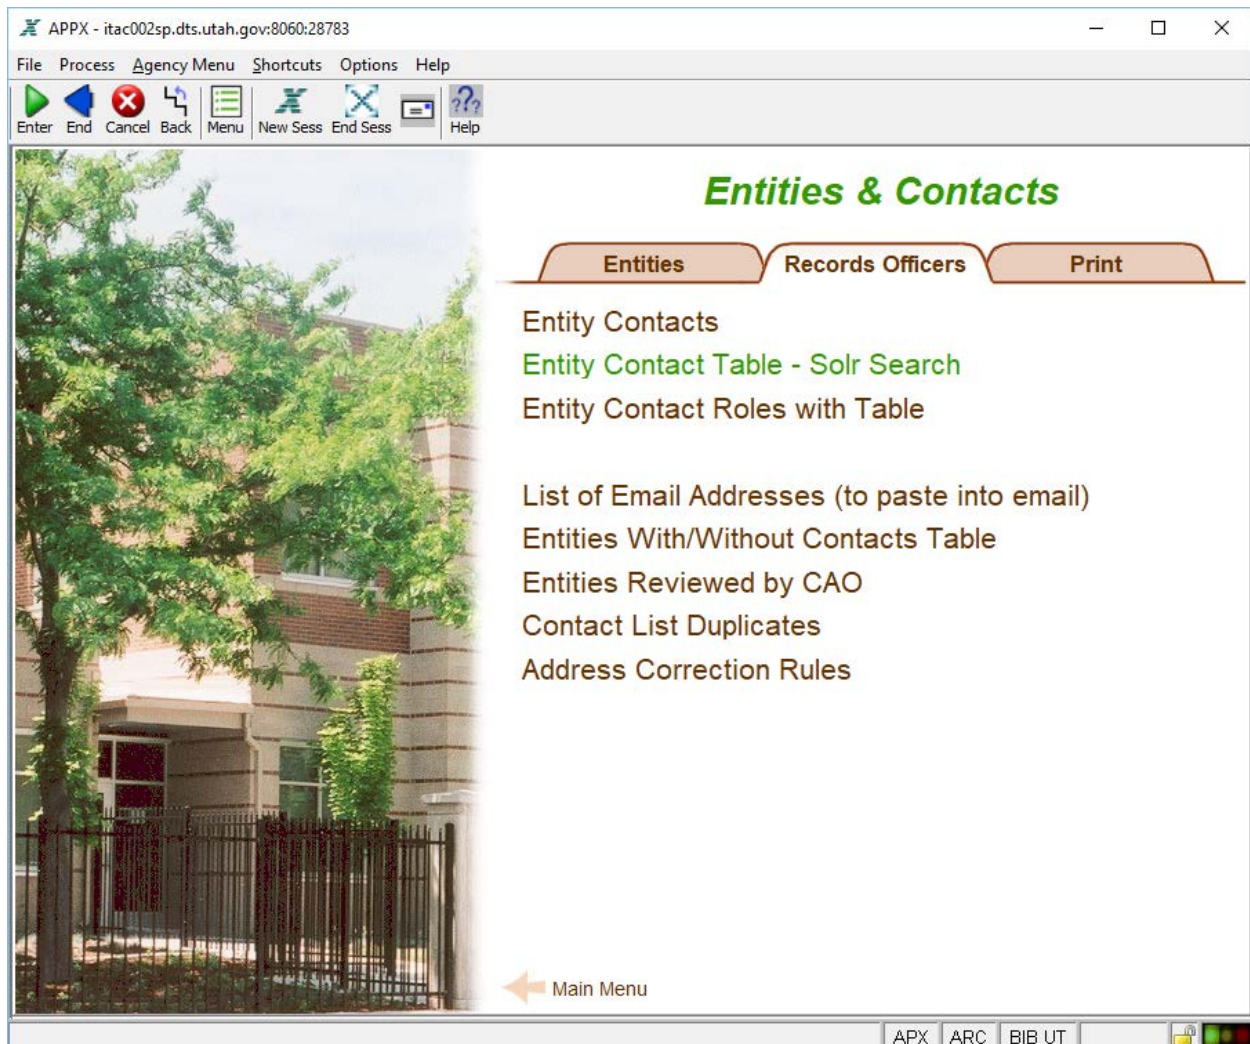 APPX - itac002sp.dts.utah.gov:8060:28783
File Process Agency Menu Shortcuts Options Help
Enter End Cancel Back Menu New Sess End Sess ??? Help
Entities & Contacts
Entities Records Officers Print
Entity Contacts
Entity Contact Table - Solr Search
Entity Contact Roles with Table
List of Email Addresses (to paste into email)
Entities With/Without Contacts Table
Entities Reviewed by CAO
Contact List Duplicates
Address Correction Rules
Main Menu
APX ARC BIB UT